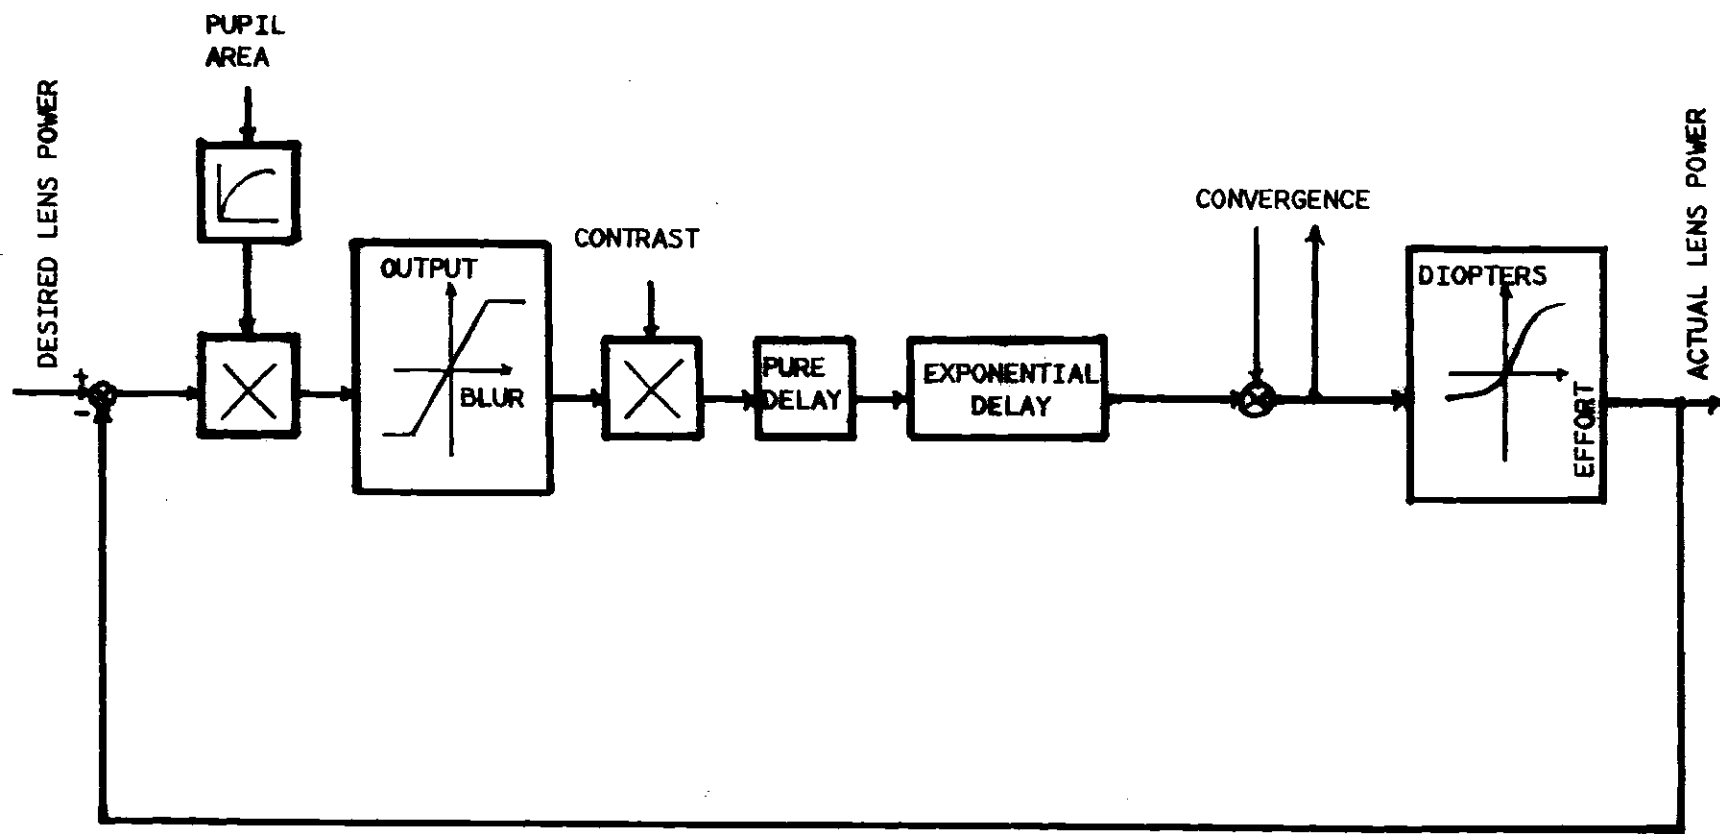 PUPIL
AREA
DESIRED LENS POWER
+
-
OUTPUT
BLUR
CONTRAST
PURE
DELAY
EXPONENTIAL
DELAY
CONVERGENCE
DIOPTERS
EFFORT
ACTUAL LENS POWER